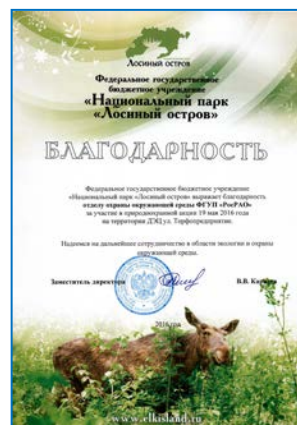 ЛОСИНЫЙ ОСТРОВ
Федеральное государственное
бюджетное учреждение
«Национальный парк
«Лосиный остров»
БЛАГОДАРНОСТЬ
Федеральное государственное бюджетное учреждение
«Национальный парк «Лосиный остров» выражает благодарность
отделу охраны окружающей среды ФГУП «РосРАО»
за участие в природоохранной акции 19 мая 2016 года
на территории ДЭЦ ул. Торфопредприятие.
Надеемся на дальнейшее сотрудничество в области экологии и охраны
окружающей среды.
Заместитель директора В.В.
2016 год
www.elkisland.ru